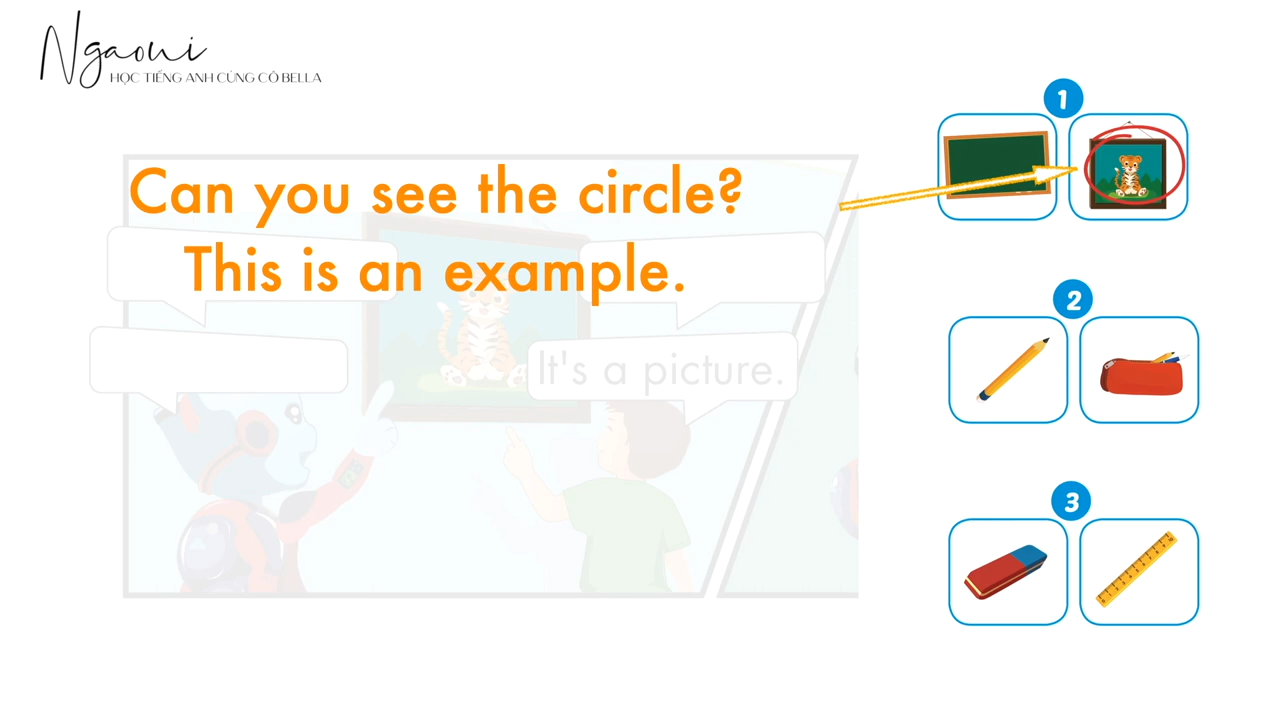 Ngaoni
HỌC TIẾNG ANH CÙNG CÔ BELLA
Can you see the circle?
This is an example.
It's a picture.
1
2
3